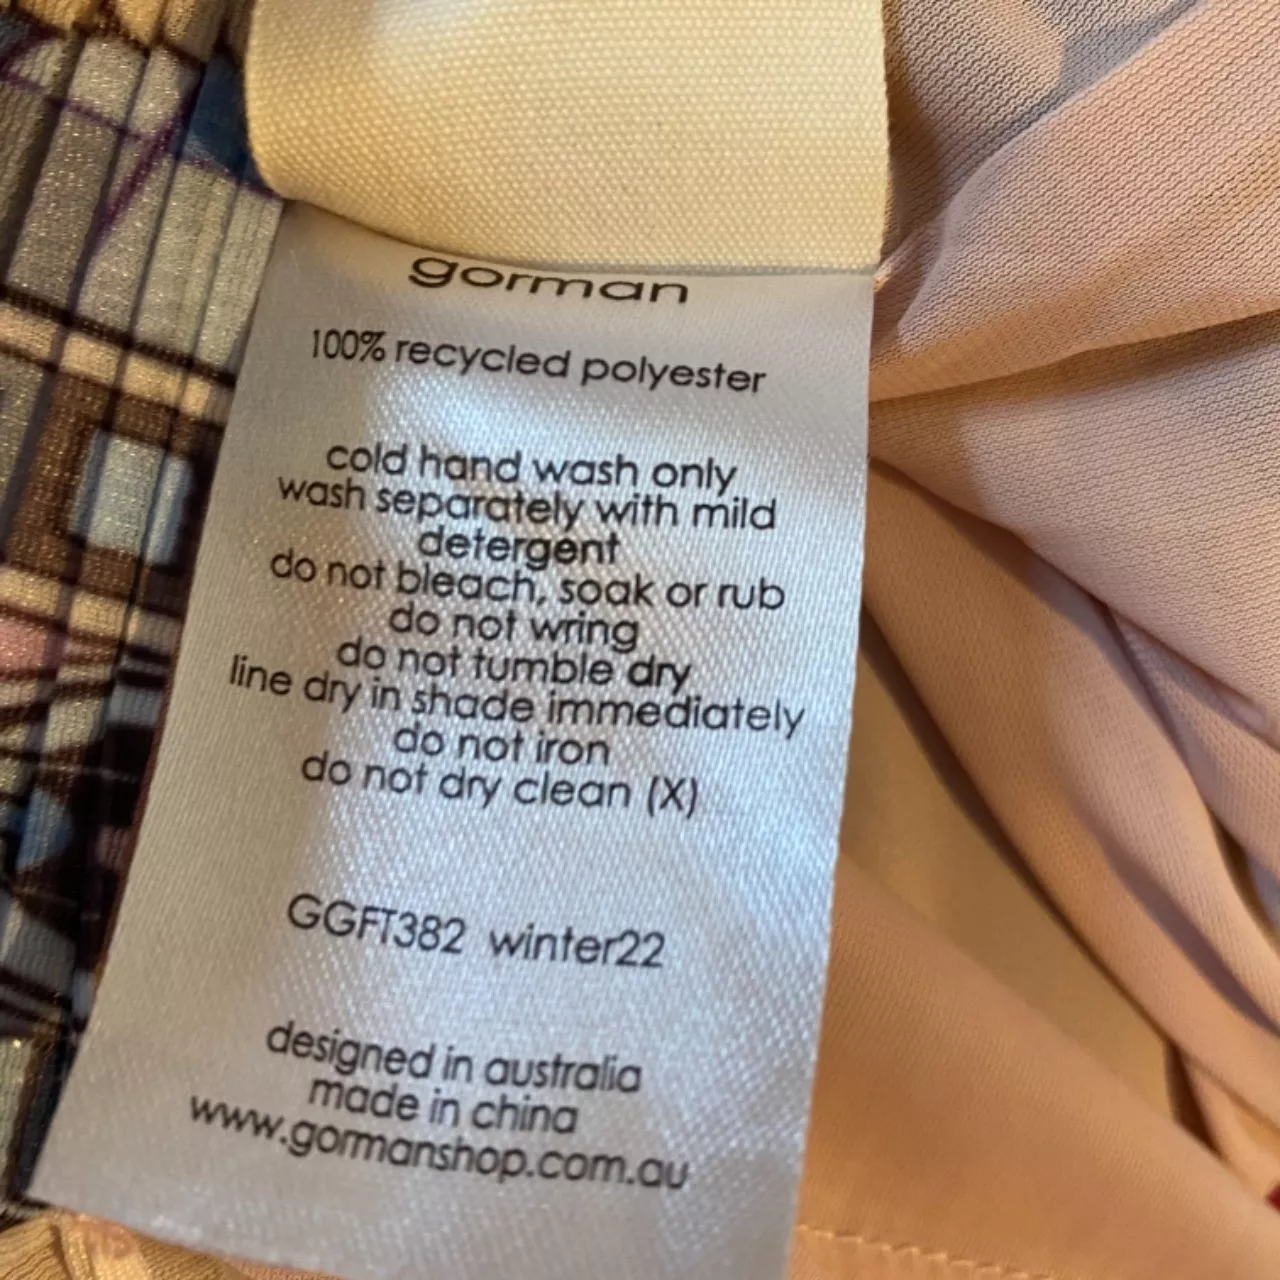 gorman
100% recycled polyester
cold hand wash only
wash separately with mild
detergent
do not bleach, soak or rub
do not wring
do not tumble dry
line dry in shade immediately
do not iron
do not dry clean (X)
GGFT382 winter22
designed in australia
made in china
www.gormanshop.com.au